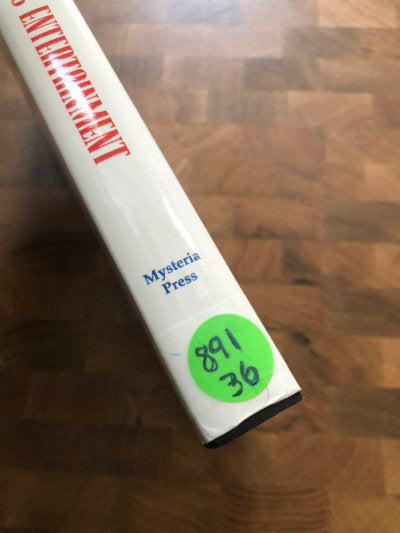 ENTERTAINMENT
Mysteria
Press
891
36